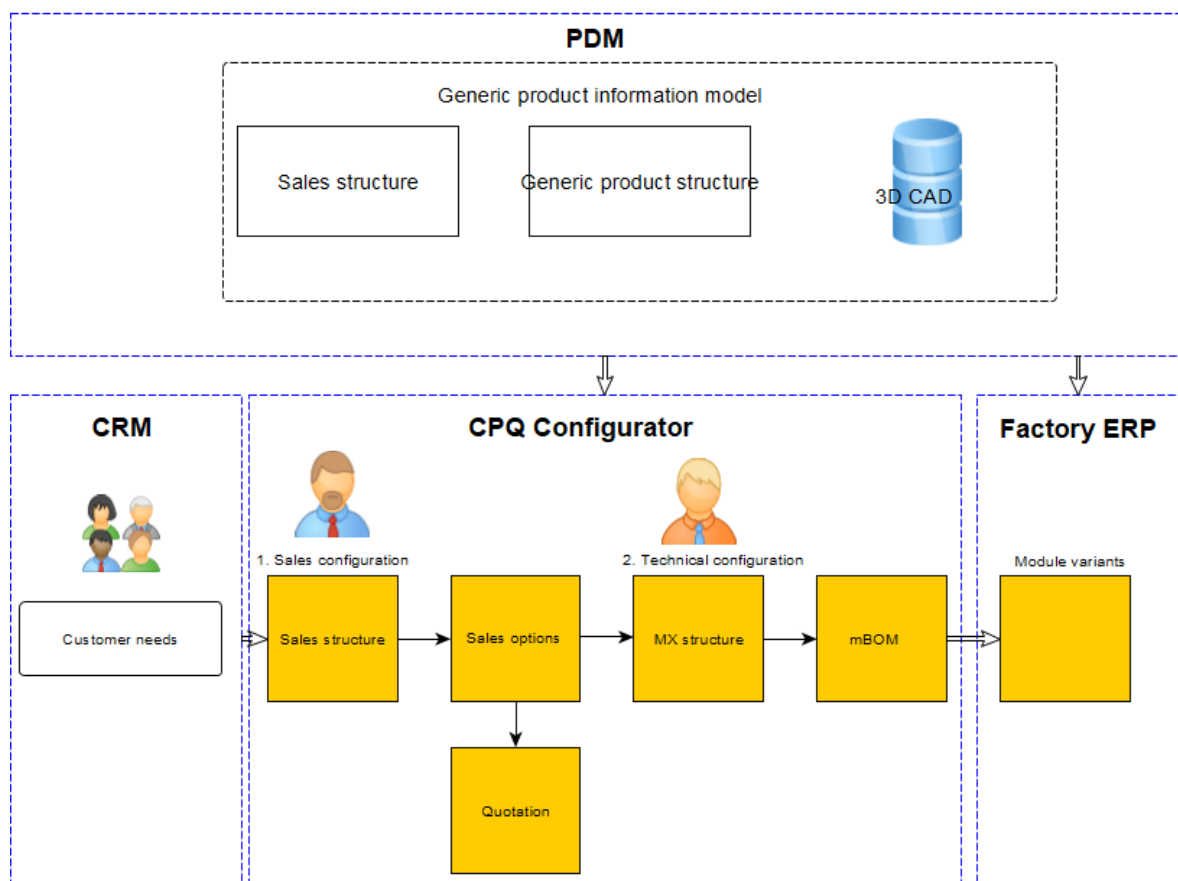 PDM
Generic product information model
Sales structure
Generic product structure
3D CAD
CRM
CPQ Configurator
Factory ERP
1. Sales configuration
2. Technical configuration
Module variants
Customer needs
Sales structure
Sales options
MX structure
mBOM
Quotation